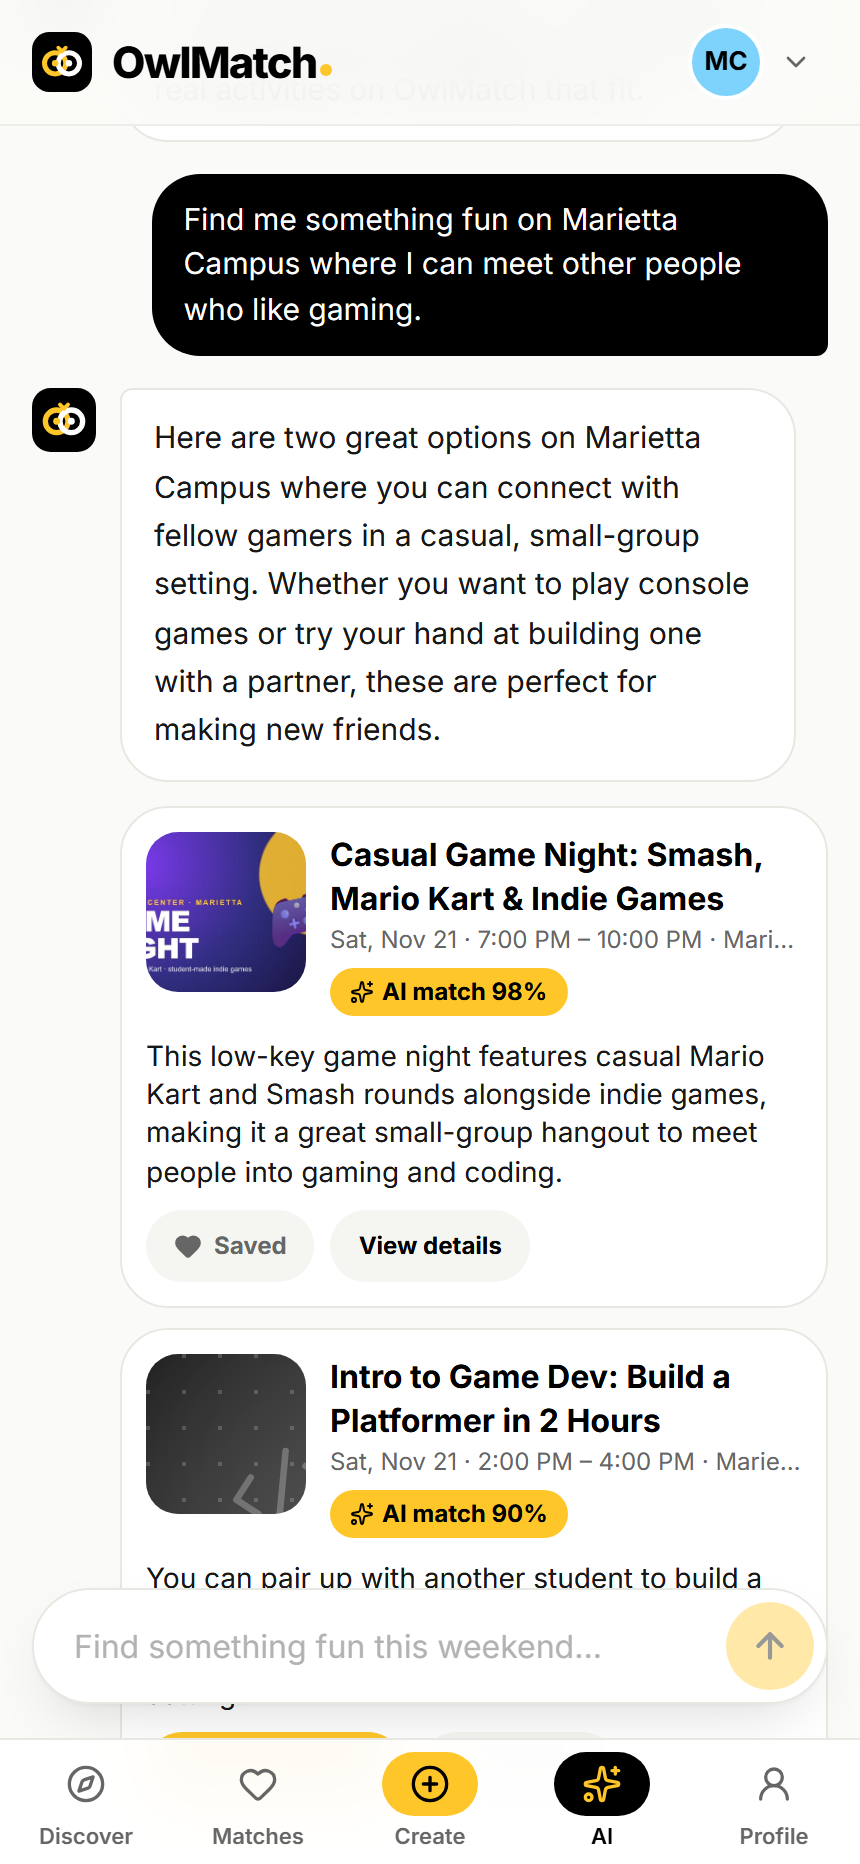 OwlMatch.
MC
real activities on OwlMatch that fit.
Find me something fun on Marietta
Campus where I can meet other people
who like gaming.
Here are two great options on Marietta
Campus where you can connect with
fellow gamers in a casual, small-group
setting. Whether you want to play console
games or try your hand at building one
with a partner, these are perfect for
making new friends.
CENTER · MARIETTA
ME
GHT
Kart · student-made indie games
Casual Game Night: Smash,
Mario Kart & Indie Games
Sat, Nov 21 · 7:00 PM – 10:00 PM · Mari...
AI match 98%
This low-key game night features casual Mario
Kart and Smash rounds alongside indie games,
making it a great small-group hangout to meet
people into gaming and coding.
Saved
View details
Intro to Game Dev: Build a
Platformer in 2 Hours
Sat, Nov 21 · 2:00 PM – 4:00 PM · Marie...
AI match 90%
You can pair up with another student to build a
Find something fun this weekend...
Discover
Matches
Create
AI
Profile